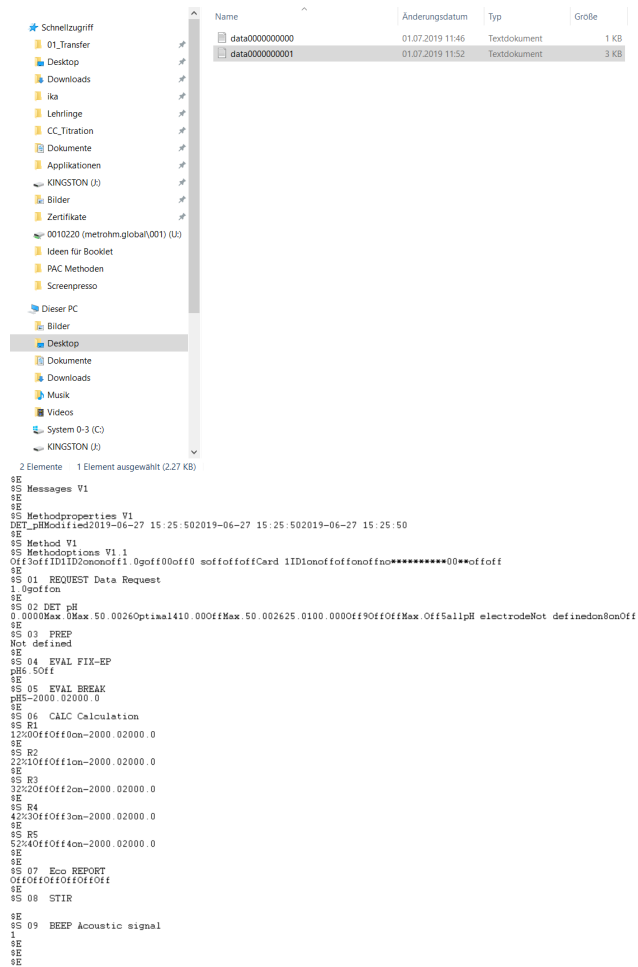 Name Änderungsdatum Typ Größe
Schnellzugriff
01_Transfer
Desktop
Downloads
ika
Lehrlinge
CC_Titration
Dokumente
Applikationen
KINGSTON (J:)
Bilder
Zertifikate
0010220 (metrohm.global\001) (U:)
Ideen für Booklet
PAC Methoden
Screenpresso
Dieser PC
Bilder
Desktop
Dokumente
Downloads
Musik
Videos
System 0-3 (C:)
KINGSTON (J:)
data0000000000 01.07.2019 11:46 Textdokument 1 KB
data0000000001 01.07.2019 11:52 Textdokument 3 KB
2 Elemente 1 Element ausgewählt (2.27 KB)
$E
$S Messages V1
$E
$E
$S Methodproperties V1
DET_pHModified2019-06-27 15:25:502019-06-27 15:25:502019-06-27 15:25:50
$E
$S Method V1
$S Methodoptions V1.1
Off3offID1ID2ononoff1.0goff00off0 soffoffoffCard 1ID1onoffoffonoffno**********00**offoff
$E
$S 01 REQUEST Data Request
1.0goffon
$E
$S 02 DET pH
0.0000Max.0Max.50.0026Optimal410.00OffMax.50.002625.0100.000Off9OffOffMax.Off5allpH electrodeNot definedon8onOff
$E
$S 03 PREP
Not defined
$E
$S 04 EVAL FIX-EP
pH6.5Off
$E
$S 05 EVAL BREAK
pH5-2000.02000.0
$E
$S 06 CALC Calculation
$S R1
12%0OffOff0on-2000.02000.0
$E
$S R2
22%1OffOff1on-2000.02000.0
$E
$S R3
32%2OffOff2on-2000.02000.0
$E
$S R4
42%3OffOff3on-2000.02000.0
$E
$S R5
52%4OffOff4on-2000.02000.0
$E
$E
$S 07 Eco REPORT
OffOffOffOffOffOff
$E
$S 08 STIR
$E
$S 09 BEEP Acoustic signal
1
$E
$E
$E